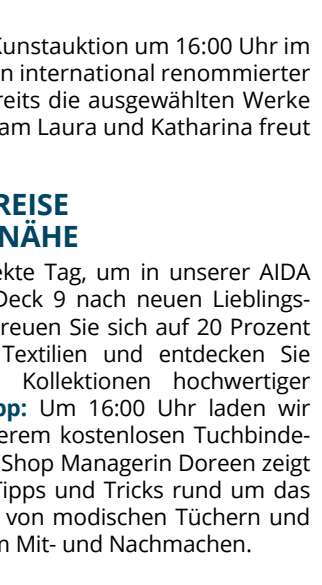 Kunstauktion um 16:00 Uhr im
n international renommierter
reits die ausgewählten Werke
am Laura und Katharina freut
REISE
NÄHE
ekte Tag, um in unserer AIDA
Deck 9 nach neuen Lieblings-
reuen Sie sich auf 20 Prozent
Textilien und entdecken Sie
Kollektionen hochwertiger
pp: Um 16:00 Uhr laden wir
erem kostenlosen Tuchbinde-
Shop Managerin Doreen zeigt
Tipps und Tricks rund um das
von modischen Tüchern und
m Mit- und Nachmachen.